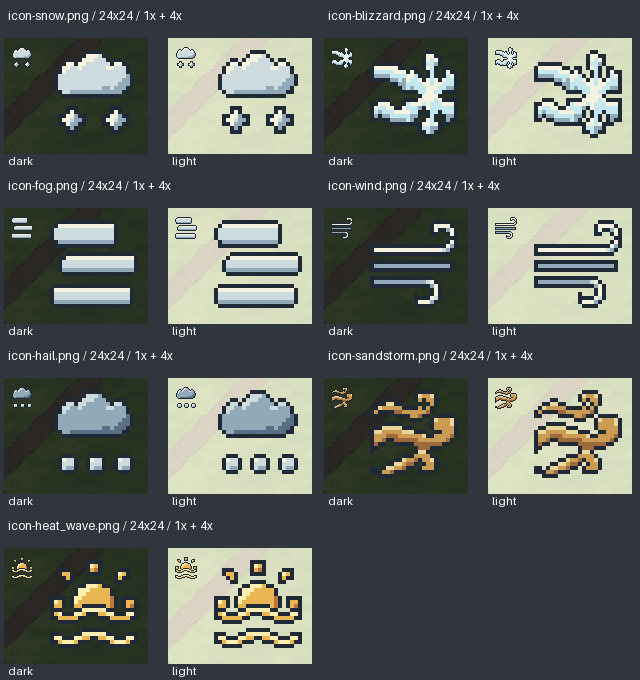 icon-snow.png / 24x24 / 1x + 4x
icon-blizzard.png / 24x24 / 1x + 4x
dark
light
dark
light
icon-fog.png / 24x24 / 1x + 4x
icon-wind.png / 24x24 / 1x + 4x
dark
light
dark
light
icon-hail.png / 24x24 / 1x + 4x
icon-sandstorm.png / 24x24 / 1x + 4x
dark
light
dark
light
icon-heat_wave.png / 24x24 / 1x + 4x
dark
light